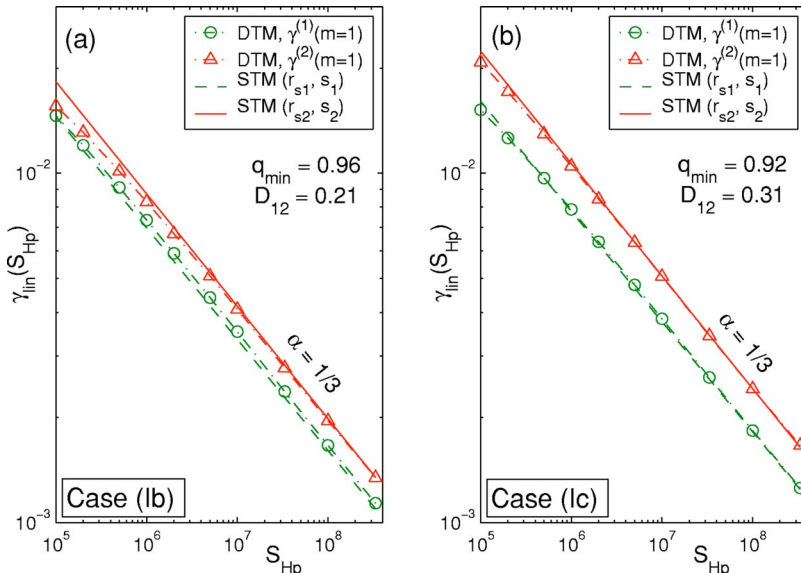 (a)
DTM, γ(1)(m=1)
DTM, γ(2)(m=1)
STM (rs1, s1)
STM (rs2, s2)
qmin = 0.96
D12 = 0.21
α = 1/3
Case (Ib)
γlin(SHp)
10-2
10-3
105 106 107 108
SHp
(b)
DTM, γ(1)(m=1)
DTM, γ(2)(m=1)
STM (rs1, s1)
STM (rs2, s2)
qmin = 0.92
D12 = 0.31
α = 1/3
Case (Ic)
γlin(SHp)
10-2
10-3
105 106 107 108
SHp